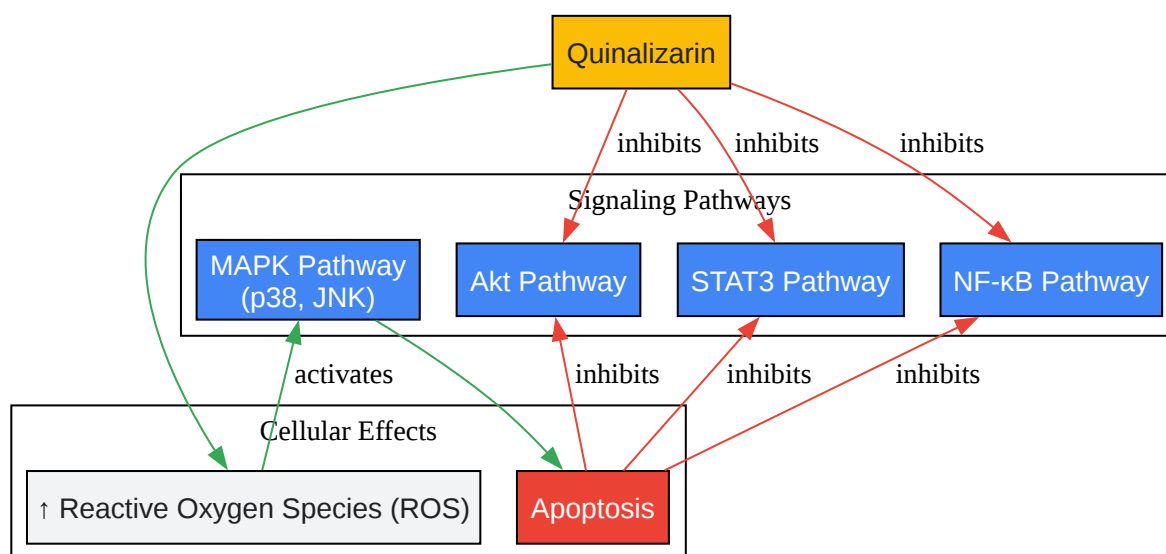 Quinalizarin
inhibits
inhibits
inhibits
Signaling Pathways
MAPK Pathway
(p38, JNK)
Akt Pathway
STAT3 Pathway
NF-κB Pathway
activates
inhibits
inhibits
inhibits
Cellular Effects
↑ Reactive Oxygen Species (ROS)
Apoptosis